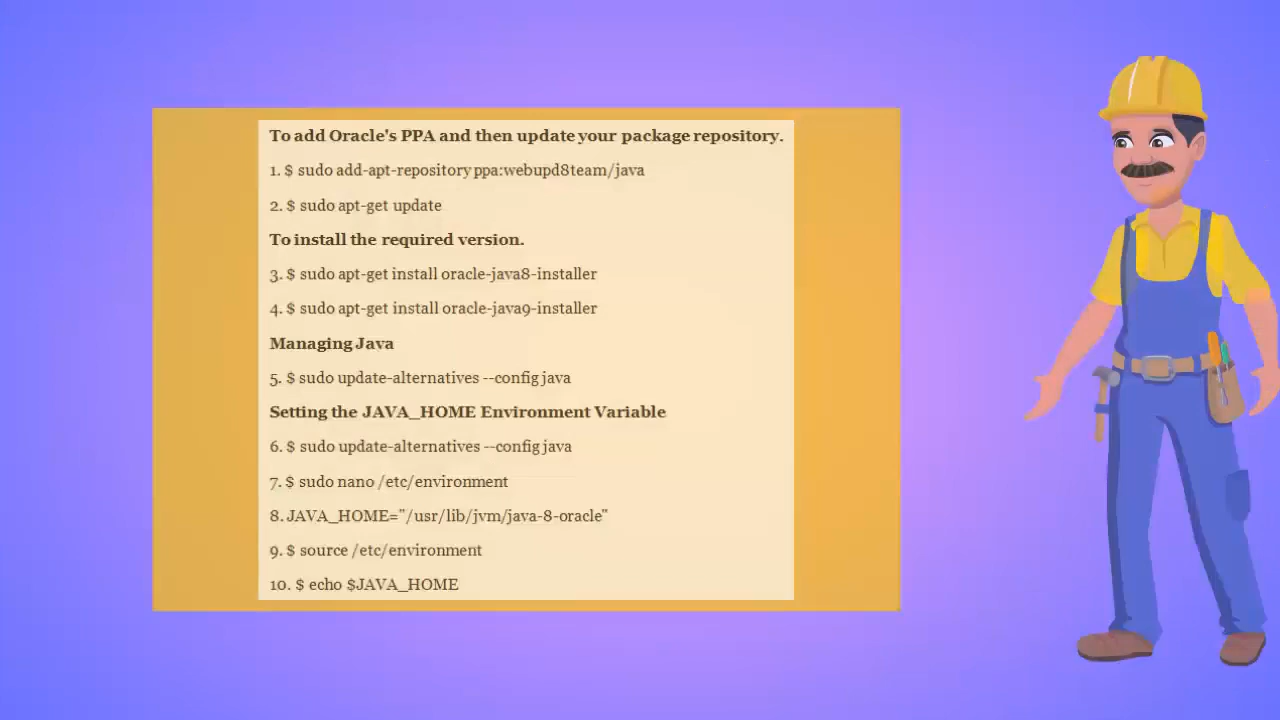 To add Oracle's PPA and then update your package repository.
1. $ sudo add-apt-repository ppa:webupd8team/java
2. $ sudo apt-get update
To install the required version.
3. $ sudo apt-get install oracle-java8-installer
4. $ sudo apt-get install oracle-java9-installer
Managing Java
5. $ sudo update-alternatives --config java
Setting the JAVA_HOME Environment Variable
6. $ sudo update-alternatives --config java
7. $ sudo nano /etc/environment
8. JAVA_HOME="/usr/lib/jvm/java-8-oracle"
9. $ source /etc/environment
10. $ echo $JAVA_HOME